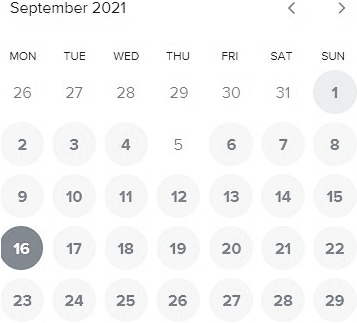 September 2021
MON TUE WED THU FRI SAT SUN
26 27 28 29 30 31 1
2 3 4 5 6 7 8
9 10 11 12 13 14 15
16 17 18 19 20 21 22
23 24 25 26 27 28 29